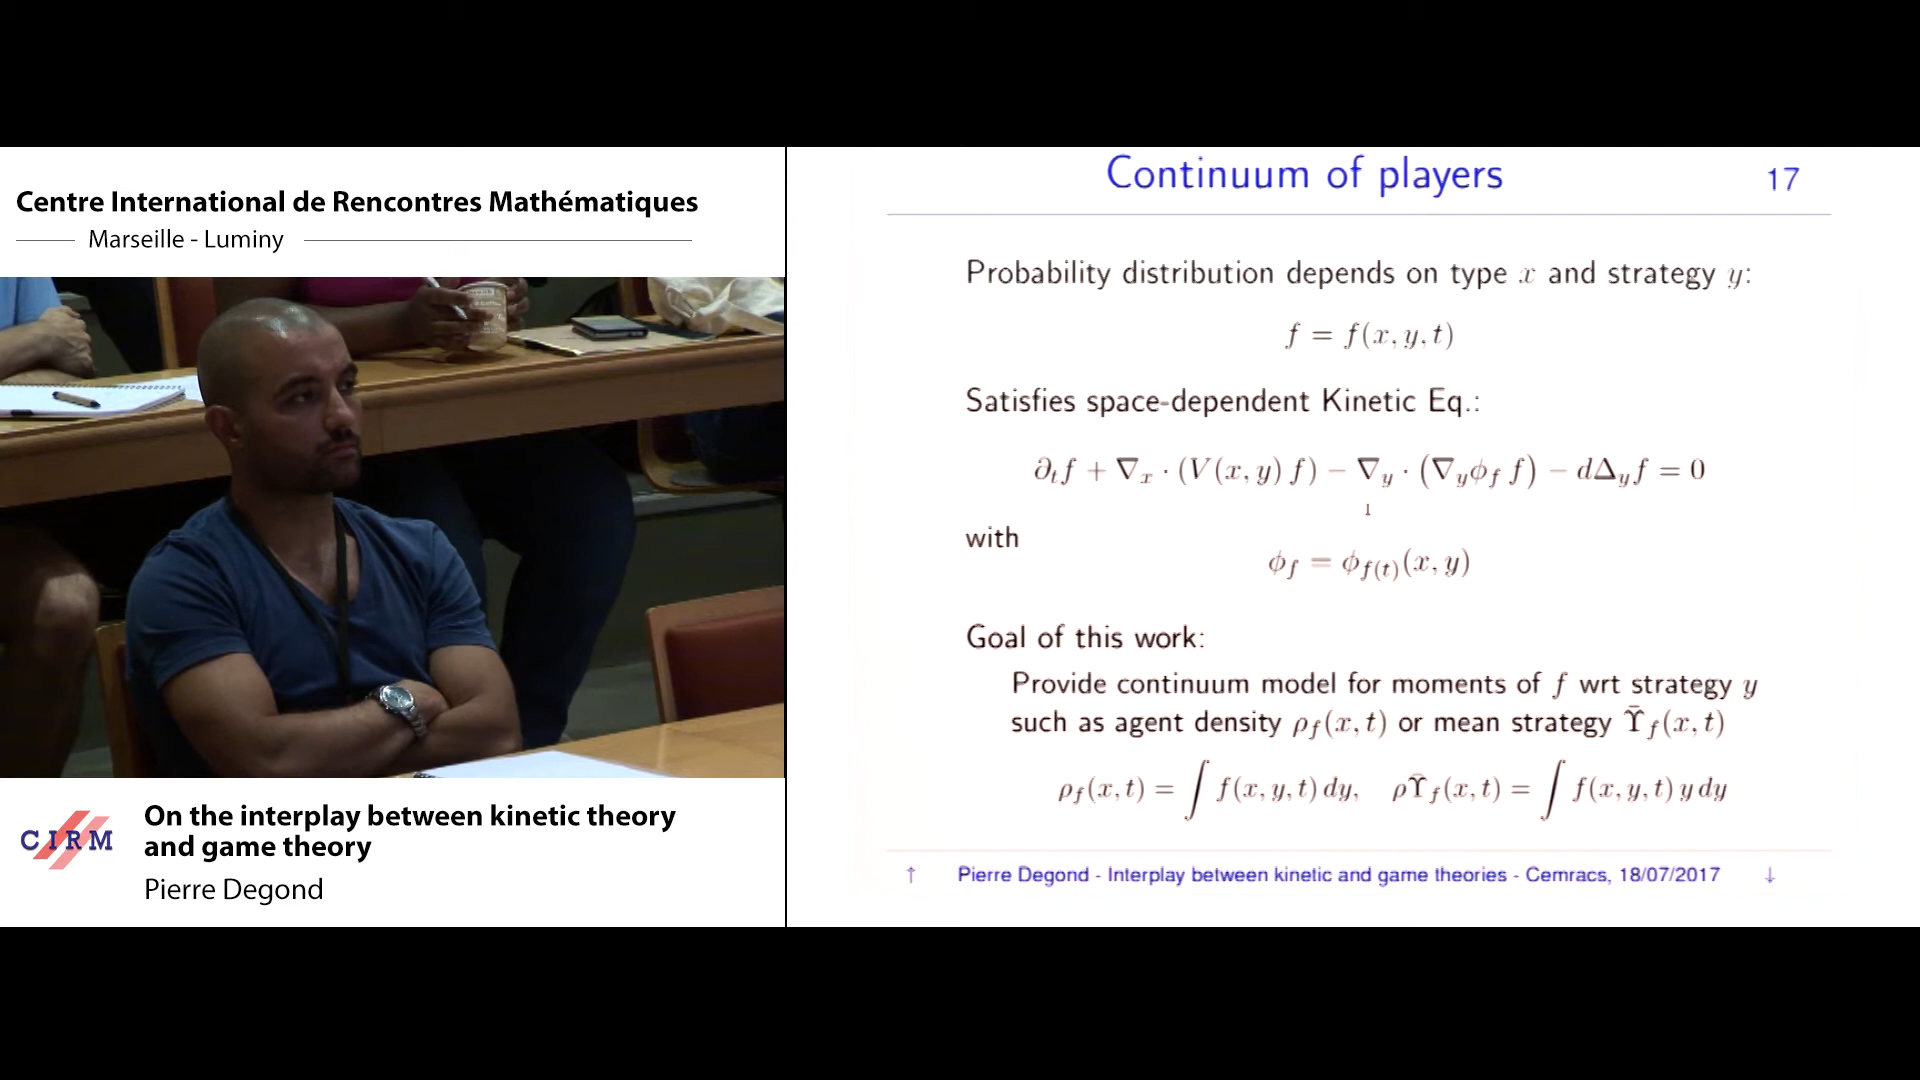 Centre International de Rencontres Mathématiques
Marseille - Luminy
CIRM
On the interplay between kinetic theory
and game theory
Pierre Degond
Continuum of players 17
Probability distribution depends on type x and strategy y:
f = f(x, y, t)
Satisfies space-dependent Kinetic Eq.:
∂ₜf + ∇ₓ · (V(x, y) f) − ∇_y · (∇_yϕ_f f) − dΔ_y f = 0
with
ϕ_f = ϕ_{f(t)}(x, y)
Goal of this work:
Provide continuum model for moments of f wrt strategy y
such as agent density ρ_f(x, t) or mean strategy Ῡ_f(x, t)
ρ_f(x, t) = ∫ f(x, y, t) dy, ρῩ_f(x, t) = ∫ f(x, y, t) y dy
↑ Pierre Degond - Interplay between kinetic and game theories - Cemracs, 18/07/2017 ↓